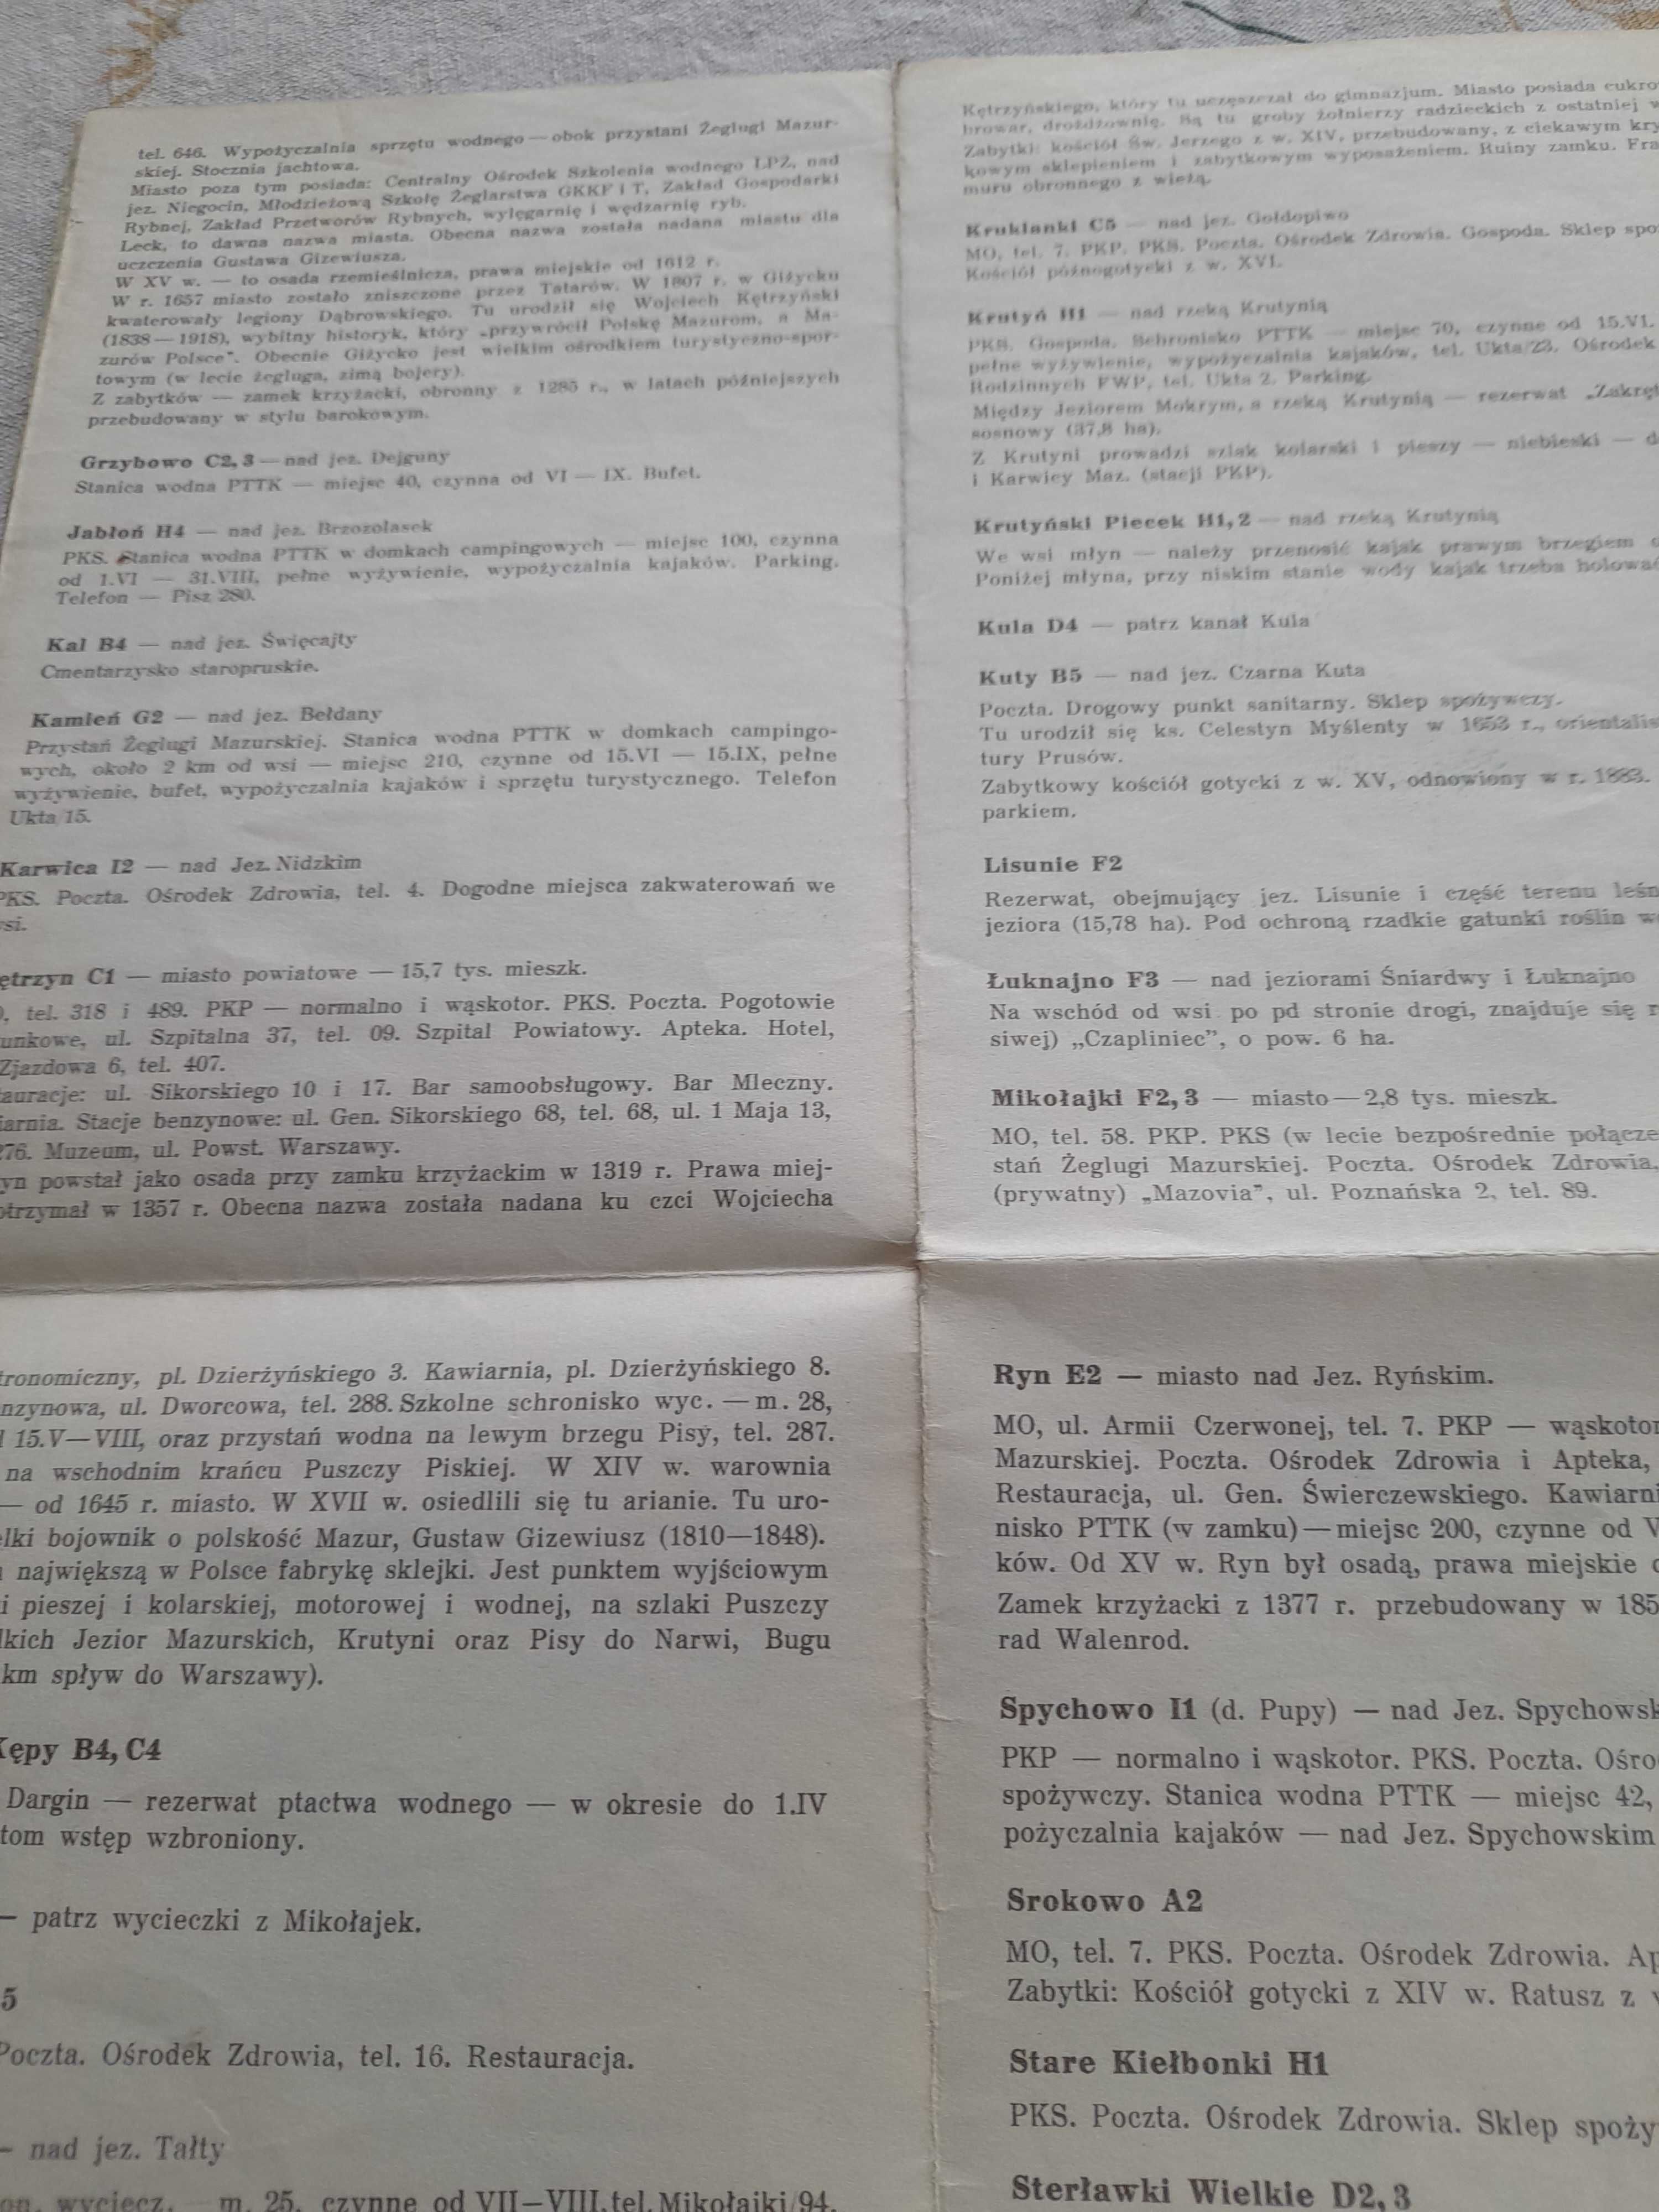 tel. 646. Wypożyczalnia sprzętu wodnego — obok przystani Żeglugi Mazur-
skiej. Stocznia jachtowa.
Miasto poza tym posiada: Centralny Ośrodek Szkolenia wodnego LPŻ, nad
jez. Niegocin, Młodzieżową Szkołę Żeglarstwa GKKF i T, Zakład Gospodarki
Rybnej, Zakład Przetworów Rybnych, wylęgarnię i wędzarnię ryb.
Leck, to dawna nazwa miasta. Obecna nazwa została nadana miastu dla
uczczenia Gustawa Gizewiusza.
W XV w. — to osada rzemieślnicza, prawa miejskie od 1612 r.
W r. 1657 miasto zostało zniszczone przez Tatarów. W 1807 r. w Giżycku
kwaterowały legiony Dąbrowskiego. Tu urodził się Wojciech Kętrzyński
(1838 — 1918), wybitny historyk, który „przywrócił Polskę Mazurom, a Ma-
zurów Polsce". Obecnie Giżycko jest wielkim ośrodkiem turystyczno-spor-
towym (w lecie żegluga, zimą bojery).
Z zabytków — zamek krzyżacki, obronny z 1285 r., w latach późniejszych
przebudowany w stylu barokowym.
Grzybowo C2, 3 — nad jez. Dejguny
Stanica wodna PTTK — miejsc 40, czynna od VI — IX. Bufet.
Jabłoń H4 — nad jez. Brzozolasek
PKS. Stanica wodna PTTK w domkach campingowych — miejsc 100, czynna
od 1.VI — 31.VIII, pełne wyżywienie, wypożyczalnia kajaków. Parking.
Telefon — Pisz 280.
Kal B4 — nad jez. Święcajty
Cmentarzysko staropruskie.
Kamień G2 — nad jez. Bełdany
Przystań Żeglugi Mazurskiej. Stanica wodna PTTK w domkach campingo-
wych, około 2 km od wsi — miejsc 210, czynne od 15.VI — 15.IX, pełne
wyżywienie, bufet, wypożyczalnia kajaków i sprzętu turystycznego. Telefon
Ukta/15.
Karwica I2 — nad Jez. Nidzkim
PKS. Poczta. Ośrodek Zdrowia, tel. 4. Dogodne miejsca zakwaterowań we
wsi.
ętrzyn C1 — miasto powiatowe — 15,7 tys. mieszk.
, tel. 318 i 489. PKP — normalno i wąskotor. PKS. Poczta. Pogotowie
unkowe, ul. Szpitalna 37, tel. 09. Szpital Powiatowy. Apteka. Hotel,
Zjazdowa 6, tel. 407.
auracje: ul. Sikorskiego 10 i 17. Bar samoobsługowy. Bar Mleczny.
iarnia. Stacje benzynowe: ul. Gen. Sikorskiego 68, tel. 68, ul. 1 Maja 13,
276. Muzeum, ul. Powst. Warszawy.
yn powstał jako osada przy zamku krzyżackim w 1319 r. Prawa miej-
otrzymał w 1357 r. Obecna nazwa została nadana ku czci Wojciecha
Kętrzyńskiego, który tu uczęszczał do gimnazjum. Miasto posiada cukro
browar, drożdżownię. Są tu groby żołnierzy radzieckich z ostatniej w
Zabytki: kościół Św. Jerzego z w. XIV, przebudowany, z ciekawym kry
kowym sklepieniem i zabytkowym wyposażeniem. Ruiny zamku. Fra
muru obronnego z wieżą.
Kruklanki C5 — nad jez. Gołdopiwo
MO, tel. 7. PKP. PKS. Poczta. Ośrodek Zdrowia. Gospoda. Sklep spo
Kościół późnogotycki z w. XVI.
Krutyń H1 — nad rzeką Krutynią
PKS. Gospoda. Schronisko PTTK — miejsc 70, czynne od 15.VI.
pełne wyżywienie, wypożyczalnia kajaków, tel. Ukta/23. Ośrodek
Rodzinnych FWP, tel. Ukta 2. Parking.
Między Jeziorem Mokrym, a rzeką Krutynią — rezerwat „Zakręt
sosnowy (37,8 ha).
Z Krutyni prowadzi szlak kolarski i pieszy — niebieski — d
i Karwicy Maz. (stacji PKP).
Krutyński Piecek H1, 2 — nad rzeką Krutynią
We wsi młyn — należy przenosić kajak prawym brzegiem
Poniżej młyna, przy niskim stanie wody kajak trzeba holować
Kula D4 — patrz kanał Kula
Kuty B5 — nad jez. Czarna Kuta
Poczta. Drogowy punkt sanitarny. Sklep spożywczy.
Tu urodził się ks. Celestyn Myślenty w 1653 r., orientalis
tury Prusów.
Zabytkowy kościół gotycki z w. XV, odnowiony w r. 1883.
parkiem.
Lisunie F2
Rezerwat, obejmujący jez. Lisunie i część terenu leśn
jeziora (15,78 ha). Pod ochroną rzadkie gatunki roślin w
Łuknajno F3 — nad jeziorami Śniardwy i Łuknajno
Na wschód od wsi po pd stronie drogi, znajduje się r
siwej) „Czapliniec", o pow. 6 ha.
Mikołajki F2, 3 — miasto — 2,8 tys. mieszk.
MO, tel. 58. PKP. PKS (w lecie bezpośrednie połącze
stań Żeglugi Mazurskiej. Poczta. Ośrodek Zdrowia,
(prywatny) „Mazovia", ul. Poznańska 2, tel. 89.
tronomiczny, pl. Dzierżyńskiego 3. Kawiarnia, pl. Dzierżyńskiego 8.
nzynowa, ul. Dworcowa, tel. 288. Szkolne schronisko wyc. — m. 28,
15.V—VIII, oraz przystań wodna na lewym brzegu Pisy, tel. 287.
na wschodnim krańcu Puszczy Piskiej. W XIV w. warownia
— od 1645 r. miasto. W XVII w. osiedlili się tu arianie. Tu uro-
elki bojownik o polskość Mazur, Gustaw Gizewiusz (1810—1848).
największą w Polsce fabrykę sklejki. Jest punktem wyjściowym
i pieszej i kolarskiej, motorowej i wodnej, na szlaki Puszczy
lkich Jezior Mazurskich, Krutyni oraz Pisy do Narwi, Bugu
km spływ do Warszawy).
Kępy B4, C4
Dargin — rezerwat ptactwa wodnego — w okresie do 1.IV
tom wstęp wzbroniony.
— patrz wycieczki z Mikołajek.
5
Poczta. Ośrodek Zdrowia, tel. 16. Restauracja.
— nad jez. Tałty
on. wyciecz. m. 25, czynne od VII—VIII, tel. Mikołajki/94.
Ryn E2 — miasto nad Jez. Ryńskim.
MO, ul. Armii Czerwonej, tel. 7. PKP — wąskotor
Mazurskiej. Poczta. Ośrodek Zdrowia i Apteka,
Restauracja, ul. Gen. Świerczewskiego. Kawiarni
nisko PTTK (w zamku) — miejsc 200, czynne od V
ków. Od XV w. Ryn był osadą, prawa miejskie
Zamek krzyżacki z 1377 r. przebudowany w 185
rad Walenrod.
Spychowo I1 (d. Pupy) — nad Jez. Spychowsk
PKP — normalno i wąskotor. PKS. Poczta. Ośro
spożywczy. Stanica wodna PTTK — miejsc 42,
pożyczalnia kajaków — nad Jez. Spychowskim
Srokowo A2
MO, tel. 7. PKS. Poczta. Ośrodek Zdrowia. Ap
Zabytki: Kościół gotycki z XIV w. Ratusz z
Stare Kiełbonki H1
PKS. Poczta. Ośrodek Zdrowia. Sklep spoży
Sterławki Wielkie D2, 3